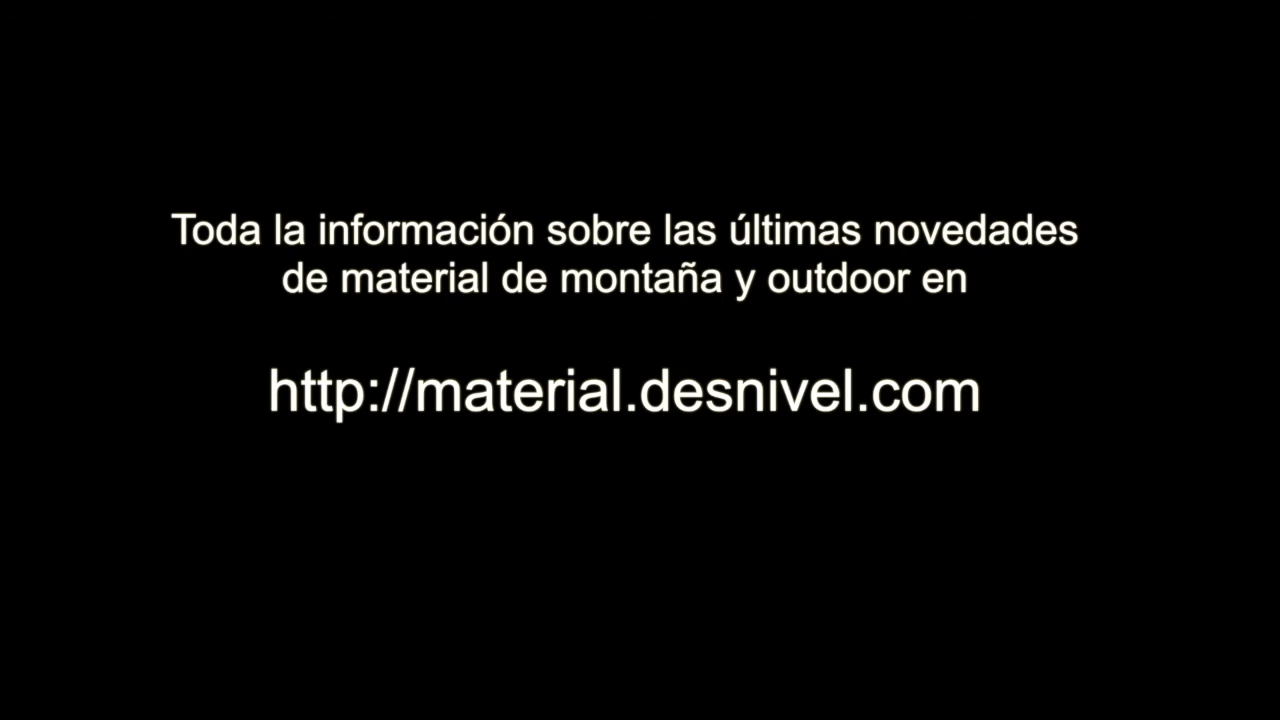 Toda la información sobre las últimas novedades
de material de montaña y outdoor en
http://material.desnivel.com